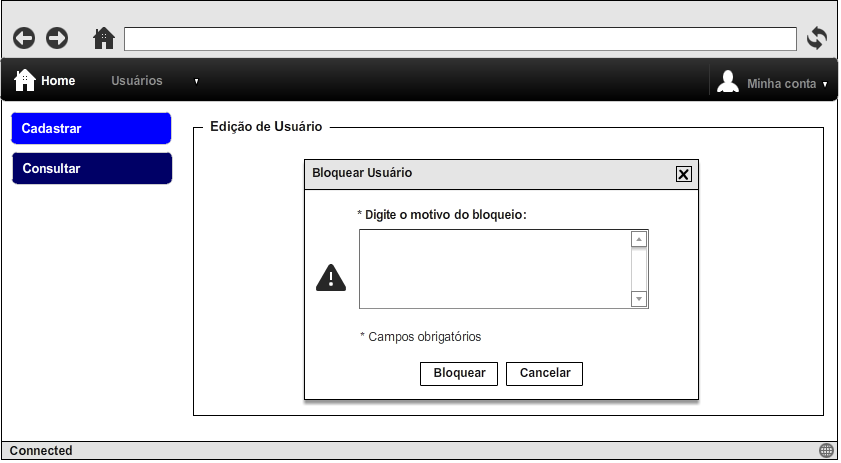 Home
Usuários
Minha conta
Cadastrar
Consultar
Edição de Usuário
Bloquear Usuário
* Digite o motivo do bloqueio:
* Campos obrigatórios
Bloquear
Cancelar
Connected